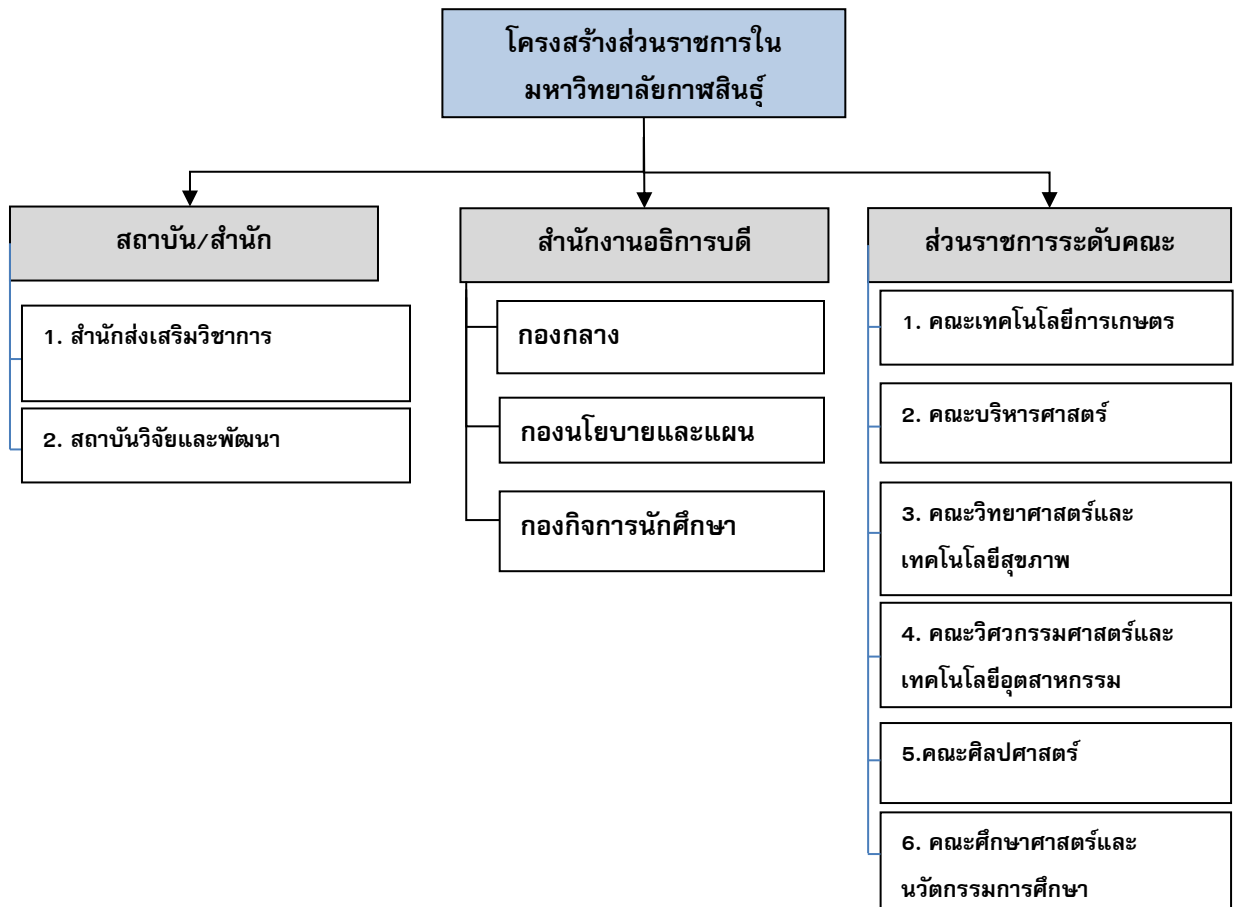 โครงสร้างส่วนราชการใน
มหาวิทยาลัยกาฬสินธุ์
สถาบัน/สำนัก
1. สำนักส่งเสริมวิชาการ
2. สถาบันวิจัยและพัฒนา
สำนักงานอธิการบดี
กองกลาง
กองนโยบายและแผน
กองกิจการนักศึกษา
ส่วนราชการระดับคณะ
1. คณะเทคโนโลยีการเกษตร
2. คณะบริหารศาสตร์
3. คณะวิทยาศาสตร์และ
เทคโนโลยีสุขภาพ
4. คณะวิศวกรรมศาสตร์และ
เทคโนโลยีอุตสาหกรรม
5.คณะศิลปศาสตร์
6. คณะศึกษาศาสตร์และ
นวัตกรรมการศึกษา